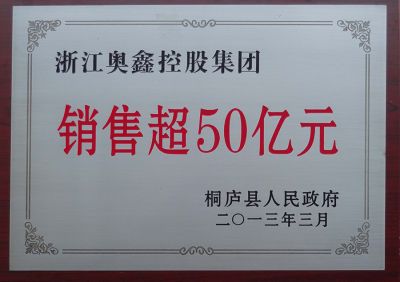 浙江奥鑫控股集团
销售超50亿元
桐庐县人民政府
二〇一三年三月